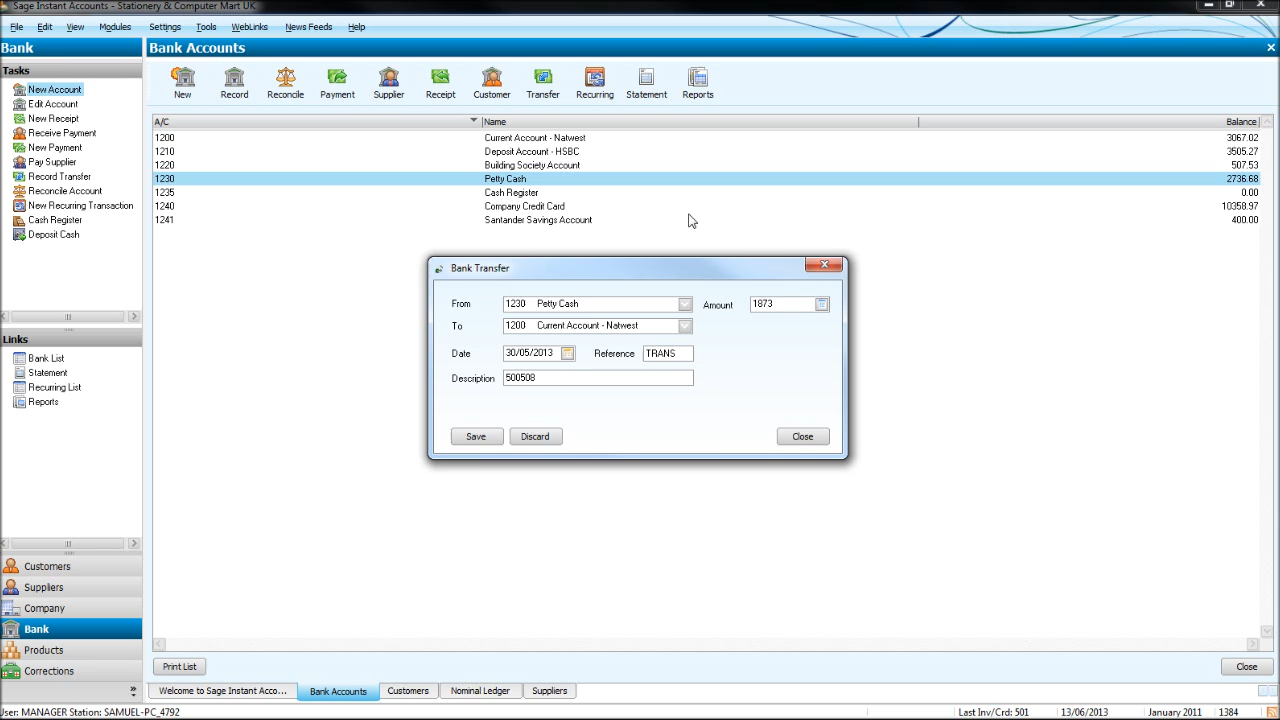 Sage Instant Accounts - Stationery & Computer Mart UK
File Edit View Modules Settings Tools WebLinks News Feeds Help
Bank
Bank Accounts
Tasks
New Account
Edit Account
New Receipt
Receive Payment
New Payment
Pay Supplier
Record Transfer
Reconcile Account
New Recurring Transaction
Cash Register
Deposit Cash
New Record Reconcile Payment Supplier Receipt Customer Transfer Recurring Statement Reports
A/C Name Balance
1200 Current Account - Natwest 3067.02
1210 Deposit Account - HSBC 3505.27
1220 Building Society Account 507.53
1230 Petty Cash 2736.68
1235 Cash Register 0.00
1240 Company Credit Card 10358.97
1241 Santander Savings Account 400.00
Bank Transfer
From 1230 Petty Cash Amount 1873
To 1200 Current Account - Natwest
Date 30/05/2013 Reference TRANS
Description 500508
Save Discard Close
Links
Bank List
Statement
Recurring List
Reports
Customers
Suppliers
Company
Bank
Products
Corrections
Print List Close
Welcome to Sage Instant Acco... Bank Accounts Customers Nominal Ledger Suppliers
User: MANAGER Station: SAMUEL-PC_4792 Last Inv/Crd: 501 13/06/2013 January 2011 1384